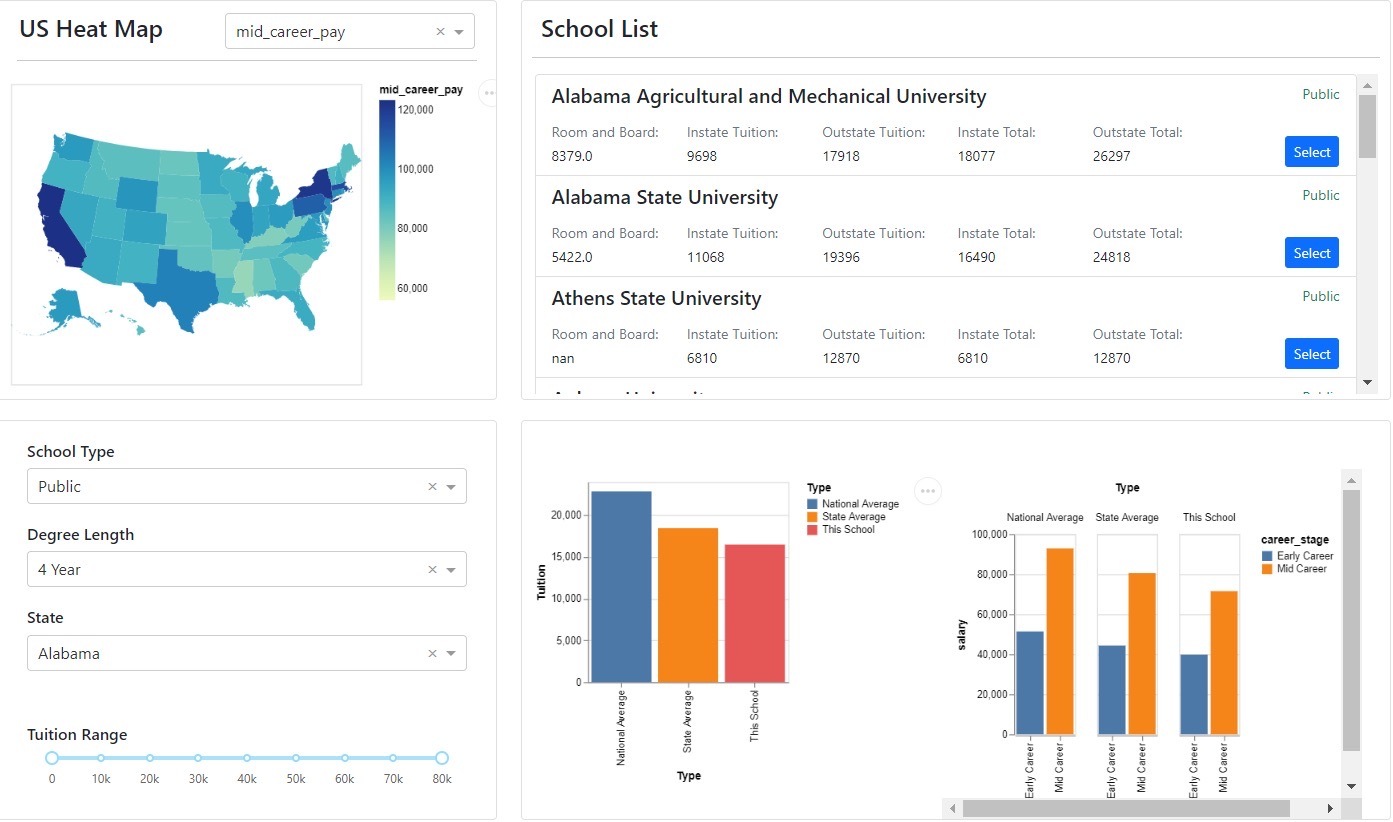 US Heat Map
mid_career_pay
mid_career_pay
120,000
100,000
80,000
60,000
School List
Alabama Agricultural and Mechanical University
Public
Room and Board: Instate Tuition: Outstate Tuition: Instate Total: Outstate Total:
8379.0 9698 17918 18077 26297
Select
Alabama State University
Public
Room and Board: Instate Tuition: Outstate Tuition: Instate Total: Outstate Total:
5422.0 11068 19396 16490 24818
Select
Athens State University
Public
Room and Board: Instate Tuition: Outstate Tuition: Instate Total: Outstate Total:
nan 6810 12870 6810 12870
Select
School Type
Public
Degree Length
4 Year
State
Alabama
Tuition Range
0 10k 20k 30k 40k 50k 60k 70k 80k
Tuition
20,000
15,000
10,000
5,000
0
National Average
State Average
This School
Type
Type
National Average
State Average
This School
Type
National Average State Average This School
salary
100,000
80,000
60,000
40,000
20,000
0
Early Career
Mid Career
Early Career
Mid Career
Early Career
Mid Career
career_stage
Early Career
Mid Career